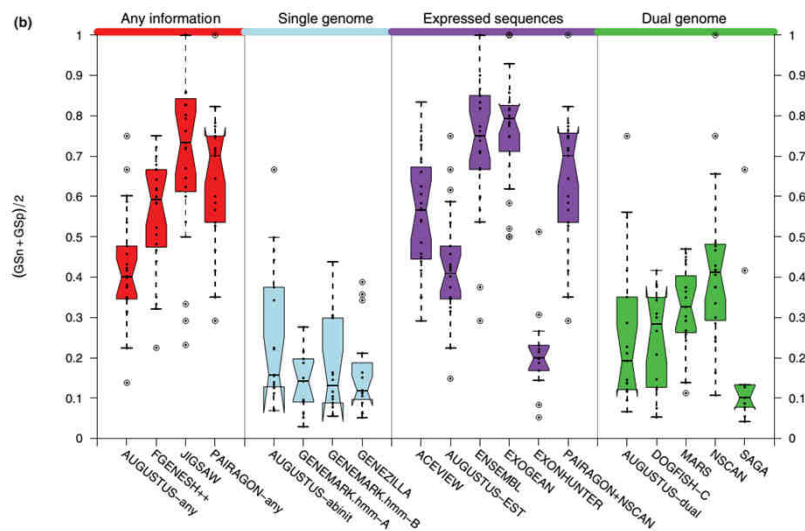 (b)
Any information Single genome Expressed sequences Dual genome
1 1
0.9 0.9
0.8 0.8
0.7 0.7
0.6 0.6
0.5 0.5
0.4 0.4
0.3 0.3
0.2 0.2
0.1 0.1
0 0
(GSn+GSp)/2
AUGUSTUS–any
FGENESH++
JIGSAW
PAIRAGON–any
AUGUSTUS–abinit
GENEMARK.hmm–A
GENEMARK.hmm–B
GENEZILLA
ACEVIEW
AUGUSTUS–EST
ENSEMBL
EXOGEAN
EXONHUNTER
PAIRAGON+NSCAN
AUGUSTUS–dual
DOGFISH–C
MARS
NSCAN
SAGA